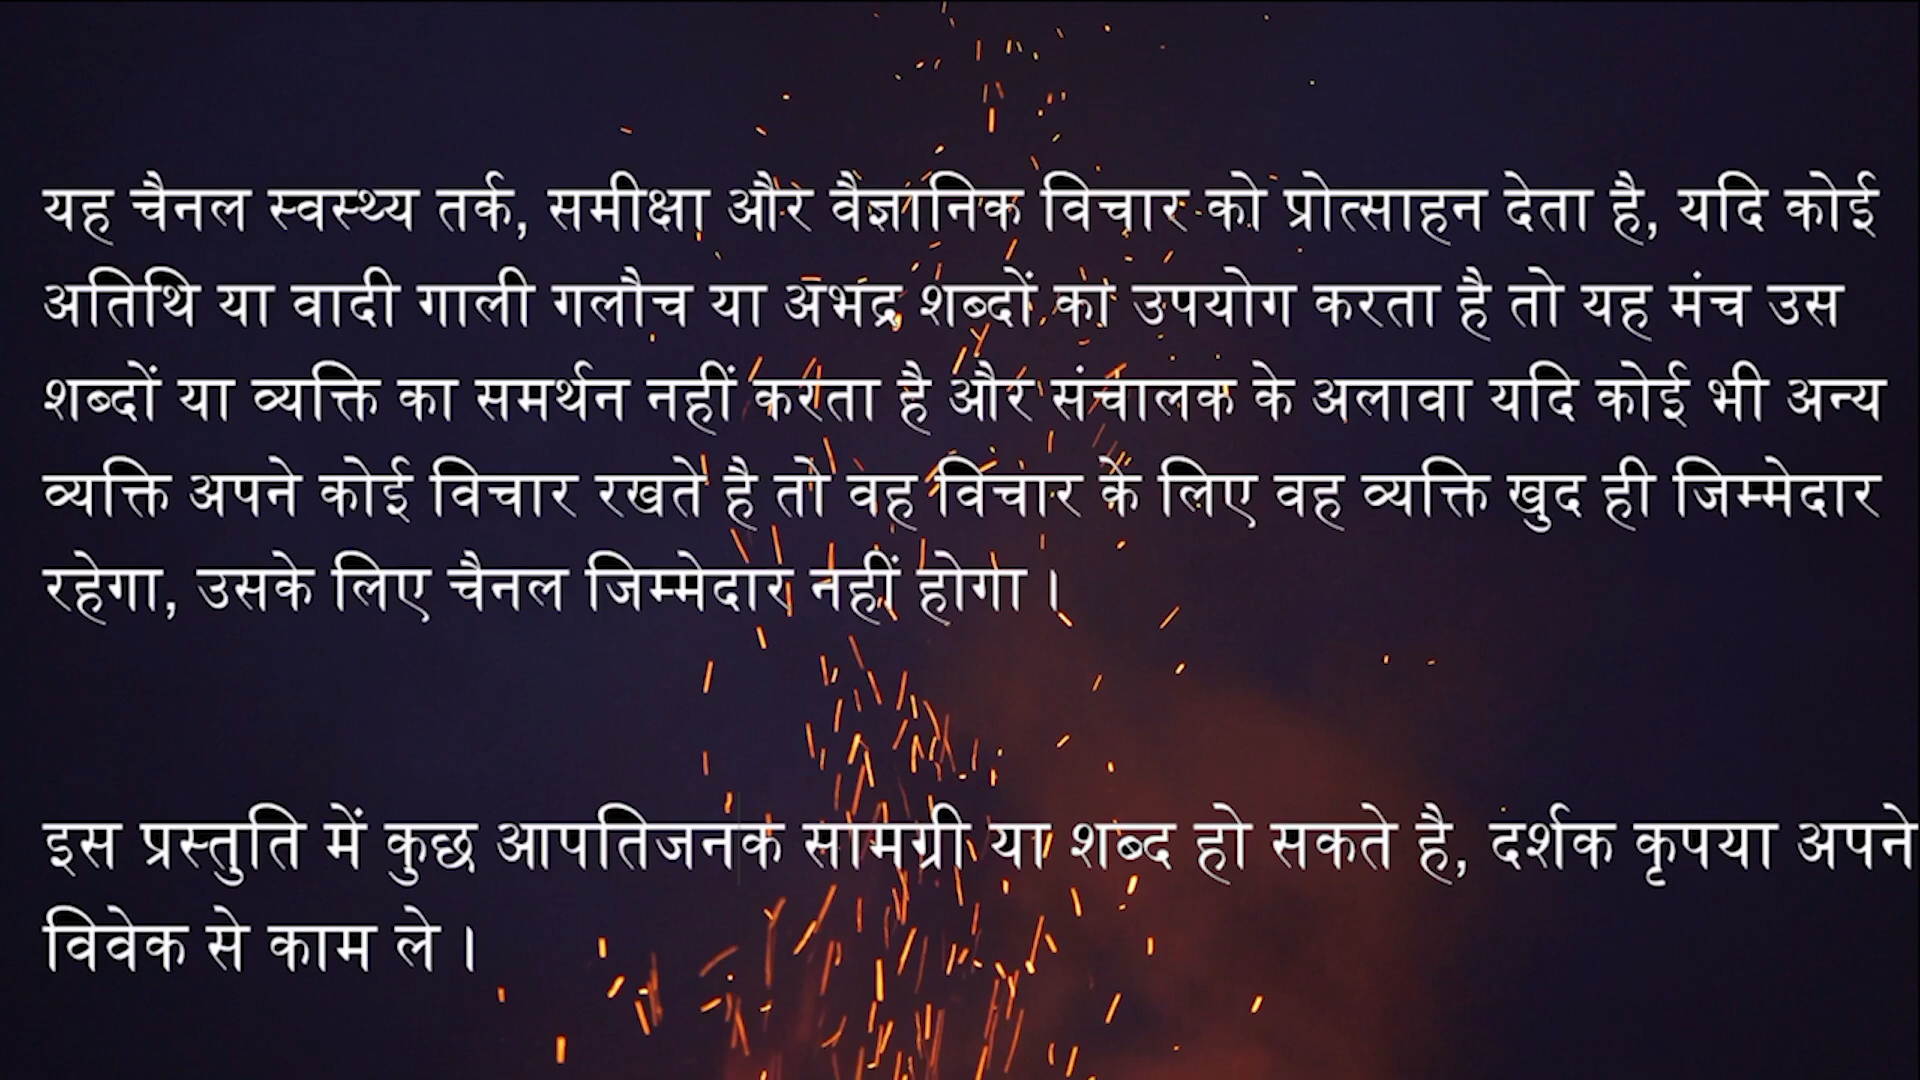 यह चैनल स्वस्थ्य तर्क, समीक्षा और वैज्ञानिक विचार को प्रोत्साहन देता है, यदि कोई
अतिथि या वादी गाली गलौच या अभद्र शब्दों का उपयोग करता है तो यह मंच उस
शब्दों या व्यक्ति का समर्थन नहीं करता है और संचालक के अलावा यदि कोई भी अन्य
व्यक्ति अपने कोई विचार रखते है तो वह विचार के लिए वह व्यक्ति खुद ही जिम्मेदार
रहेगा, उसके लिए चैनल जिम्मेदार नहीं होगा।
इस प्रस्तुति में कुछ आपतिजनक सामग्री या शब्द हो सकते है, दर्शक कृपया अपने
विवेक से काम ले।